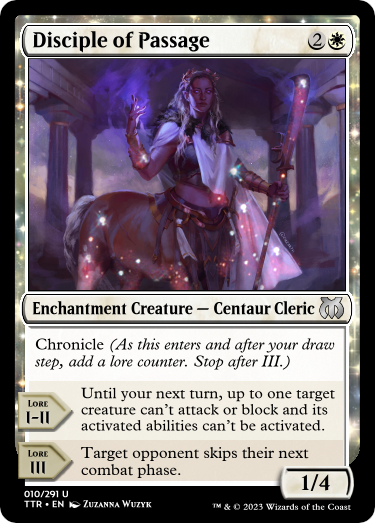 Disciple of Passage 2
Enchantment Creature — Centaur Cleric
Chronicle (As this enters and after your draw
step, add a lore counter. Stop after III.)
LORE
I–II
Until your next turn, up to one target
creature can't attack or block and its
activated abilities can't be activated.
LORE
III
Target opponent skips their next
combat phase.
1/4
010/291 U
TTR • EN ZUZANNA WUZYK
™ & © 2023 Wizards of the Coast